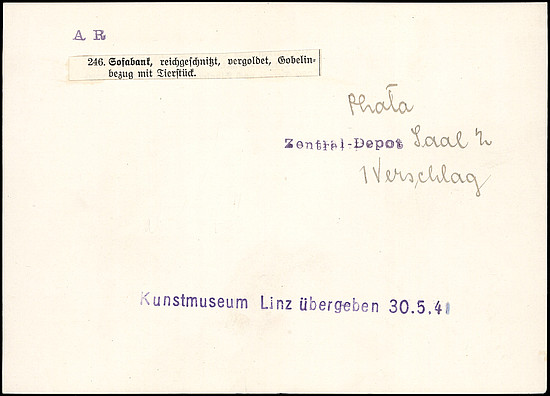 A R
246. Sofabank, reichgeschnitzt, vergoldet, Gobelin-
bezug mit Tierstück.
Photo
Zentral-Depot Saal 2
1 Verschlag
Kunstmuseum Linz übergeben 30.5.41